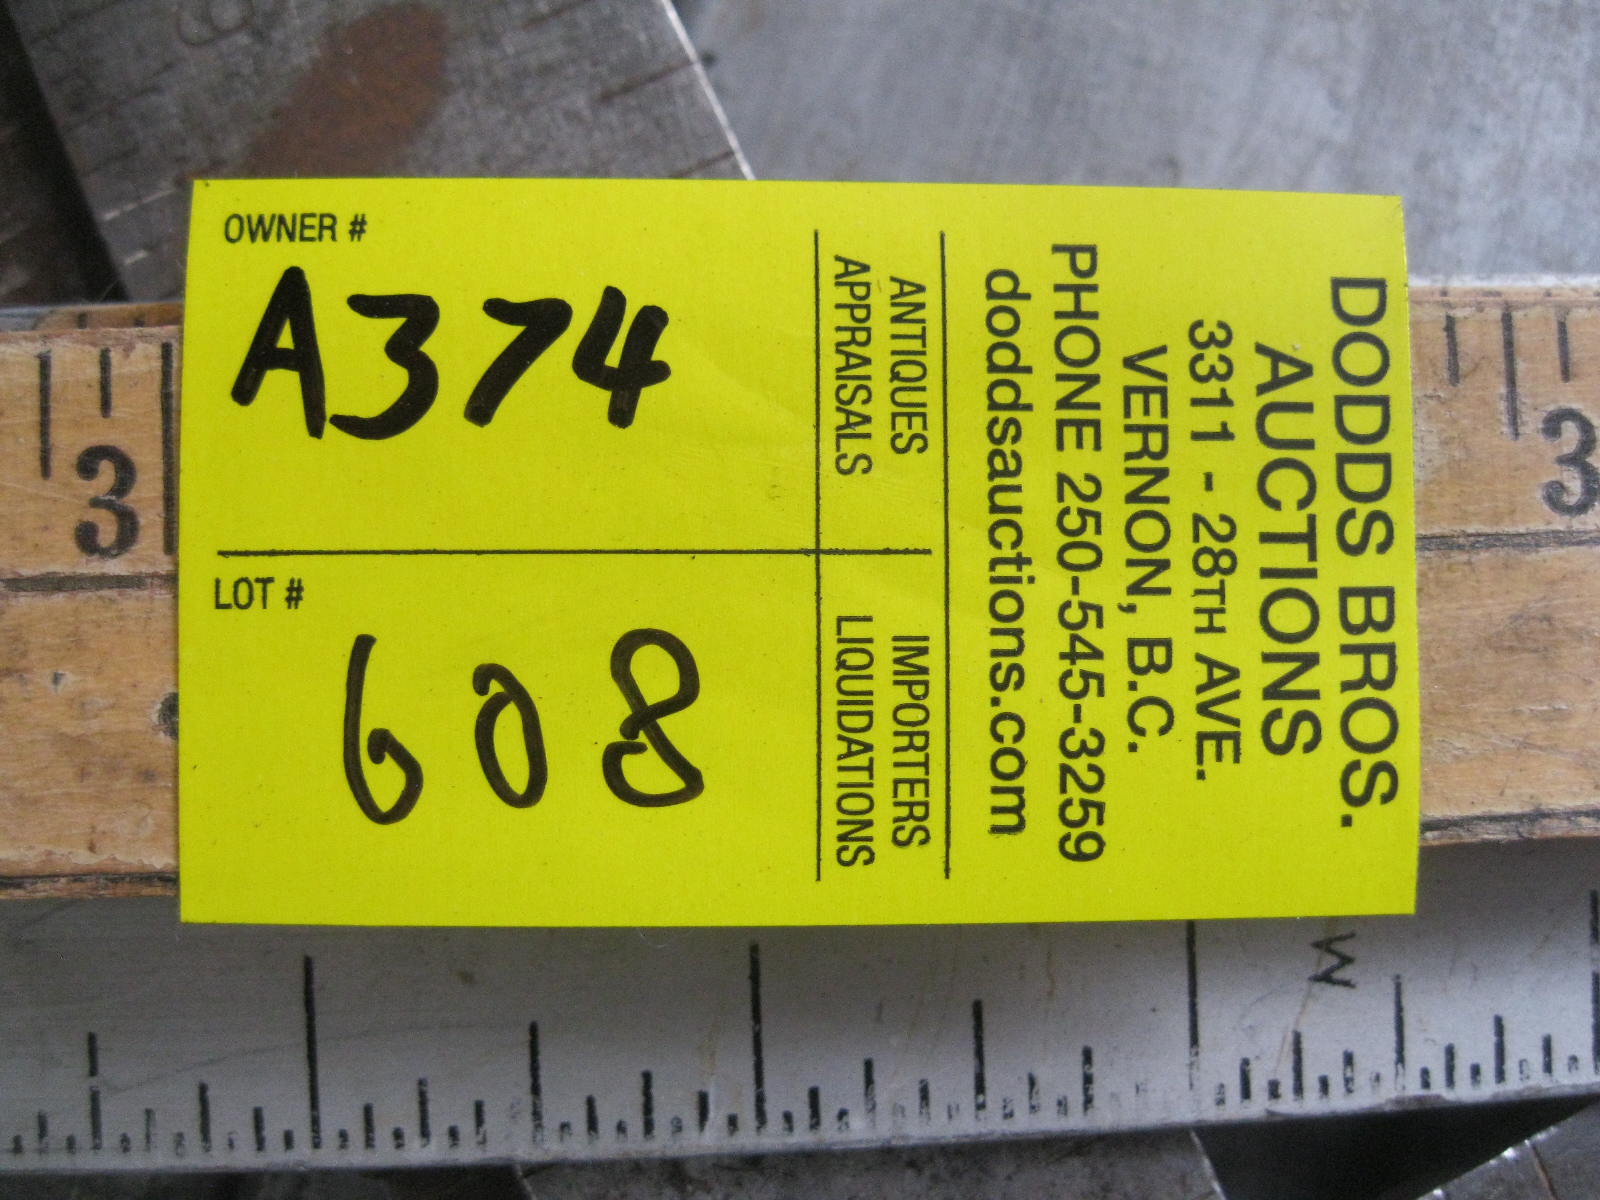 DODDS BROS.
AUCTIONS
3311 - 28TH AVE.
VERNON, B.C.
PHONE 250-545-3259
doddsauctions.com
ANTIQUES
APPRAISALS
IMPORTERS
LIQUIDATIONS
OWNER #
A374
LOT #
608
3
3
3